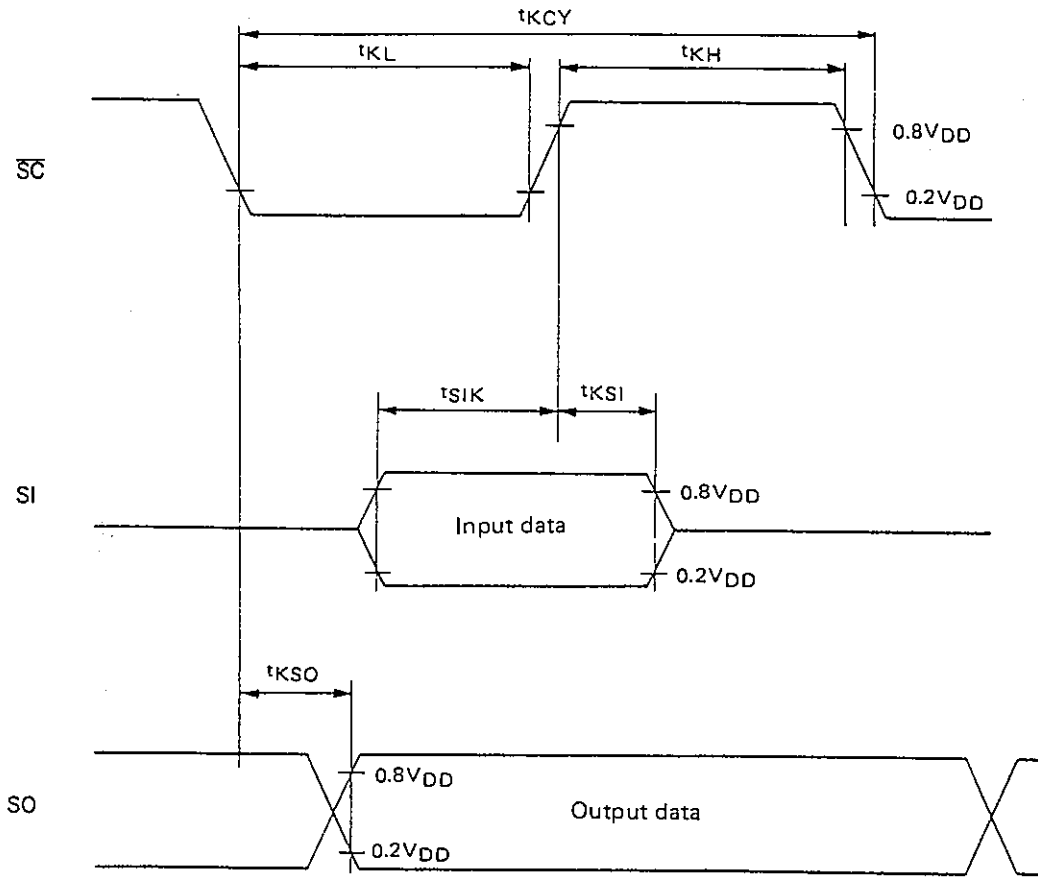 tKCY
tKL
tKH
0.8VDD
SC
0.2VDD
tSIK
tKSI
SI
0.8VDD
Input data
0.2VDD
tKSO
0.8VDD
SO
Output data
0.2VDD